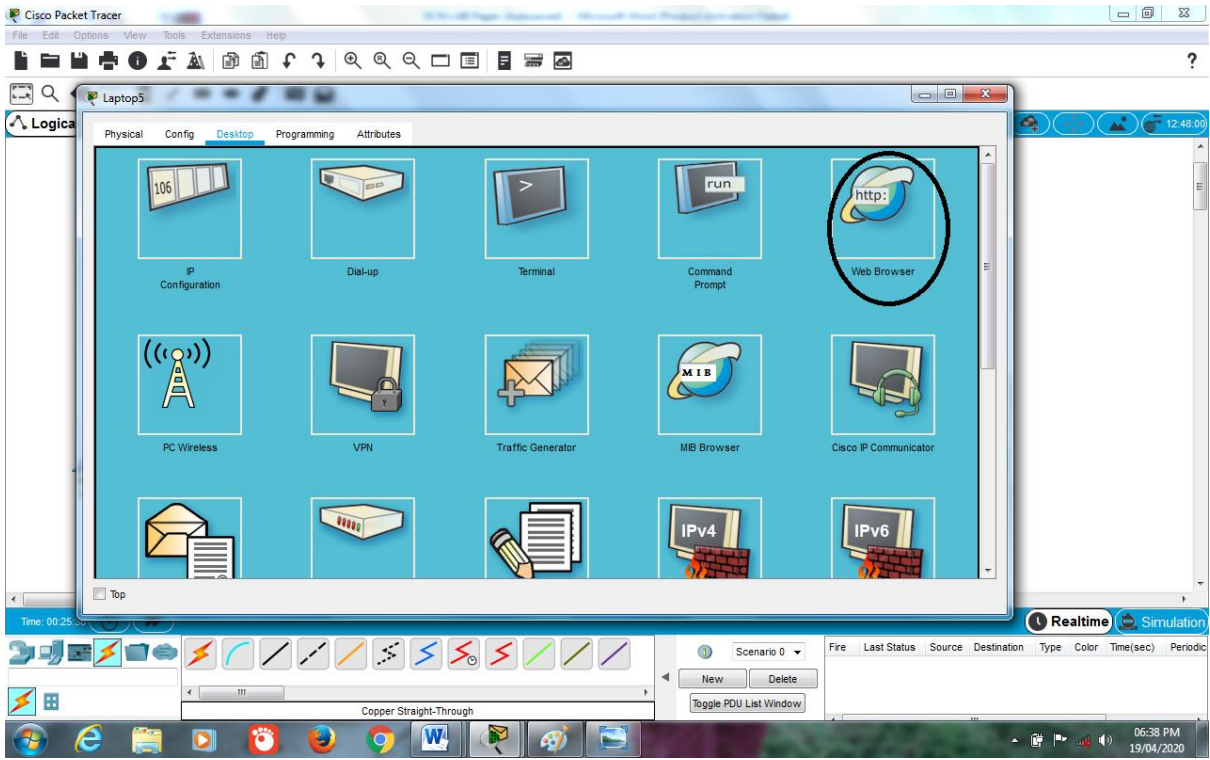 Cisco Packet Tracer
File Edit Options View Tools Extensions Help
?
Laptop5
Logica
12:48:00
Physical Config Desktop Programming Attributes
106
>
run
http:
IP
Configuration
Dial-up
Terminal
Command
Prompt
Web Browser
MIB
PC Wireless
VPN
Traffic Generator
MIB Browser
Cisco IP Communicator
IPv4
IPv6
Top
Time: 00:25:
Realtime
Simulation
Scenario 0
Fire Last Status Source Destination Type Color Time(sec) Periodic
New Delete
Toggle PDU List Window
Copper Straight-Through
06:38 PM
19/04/2020